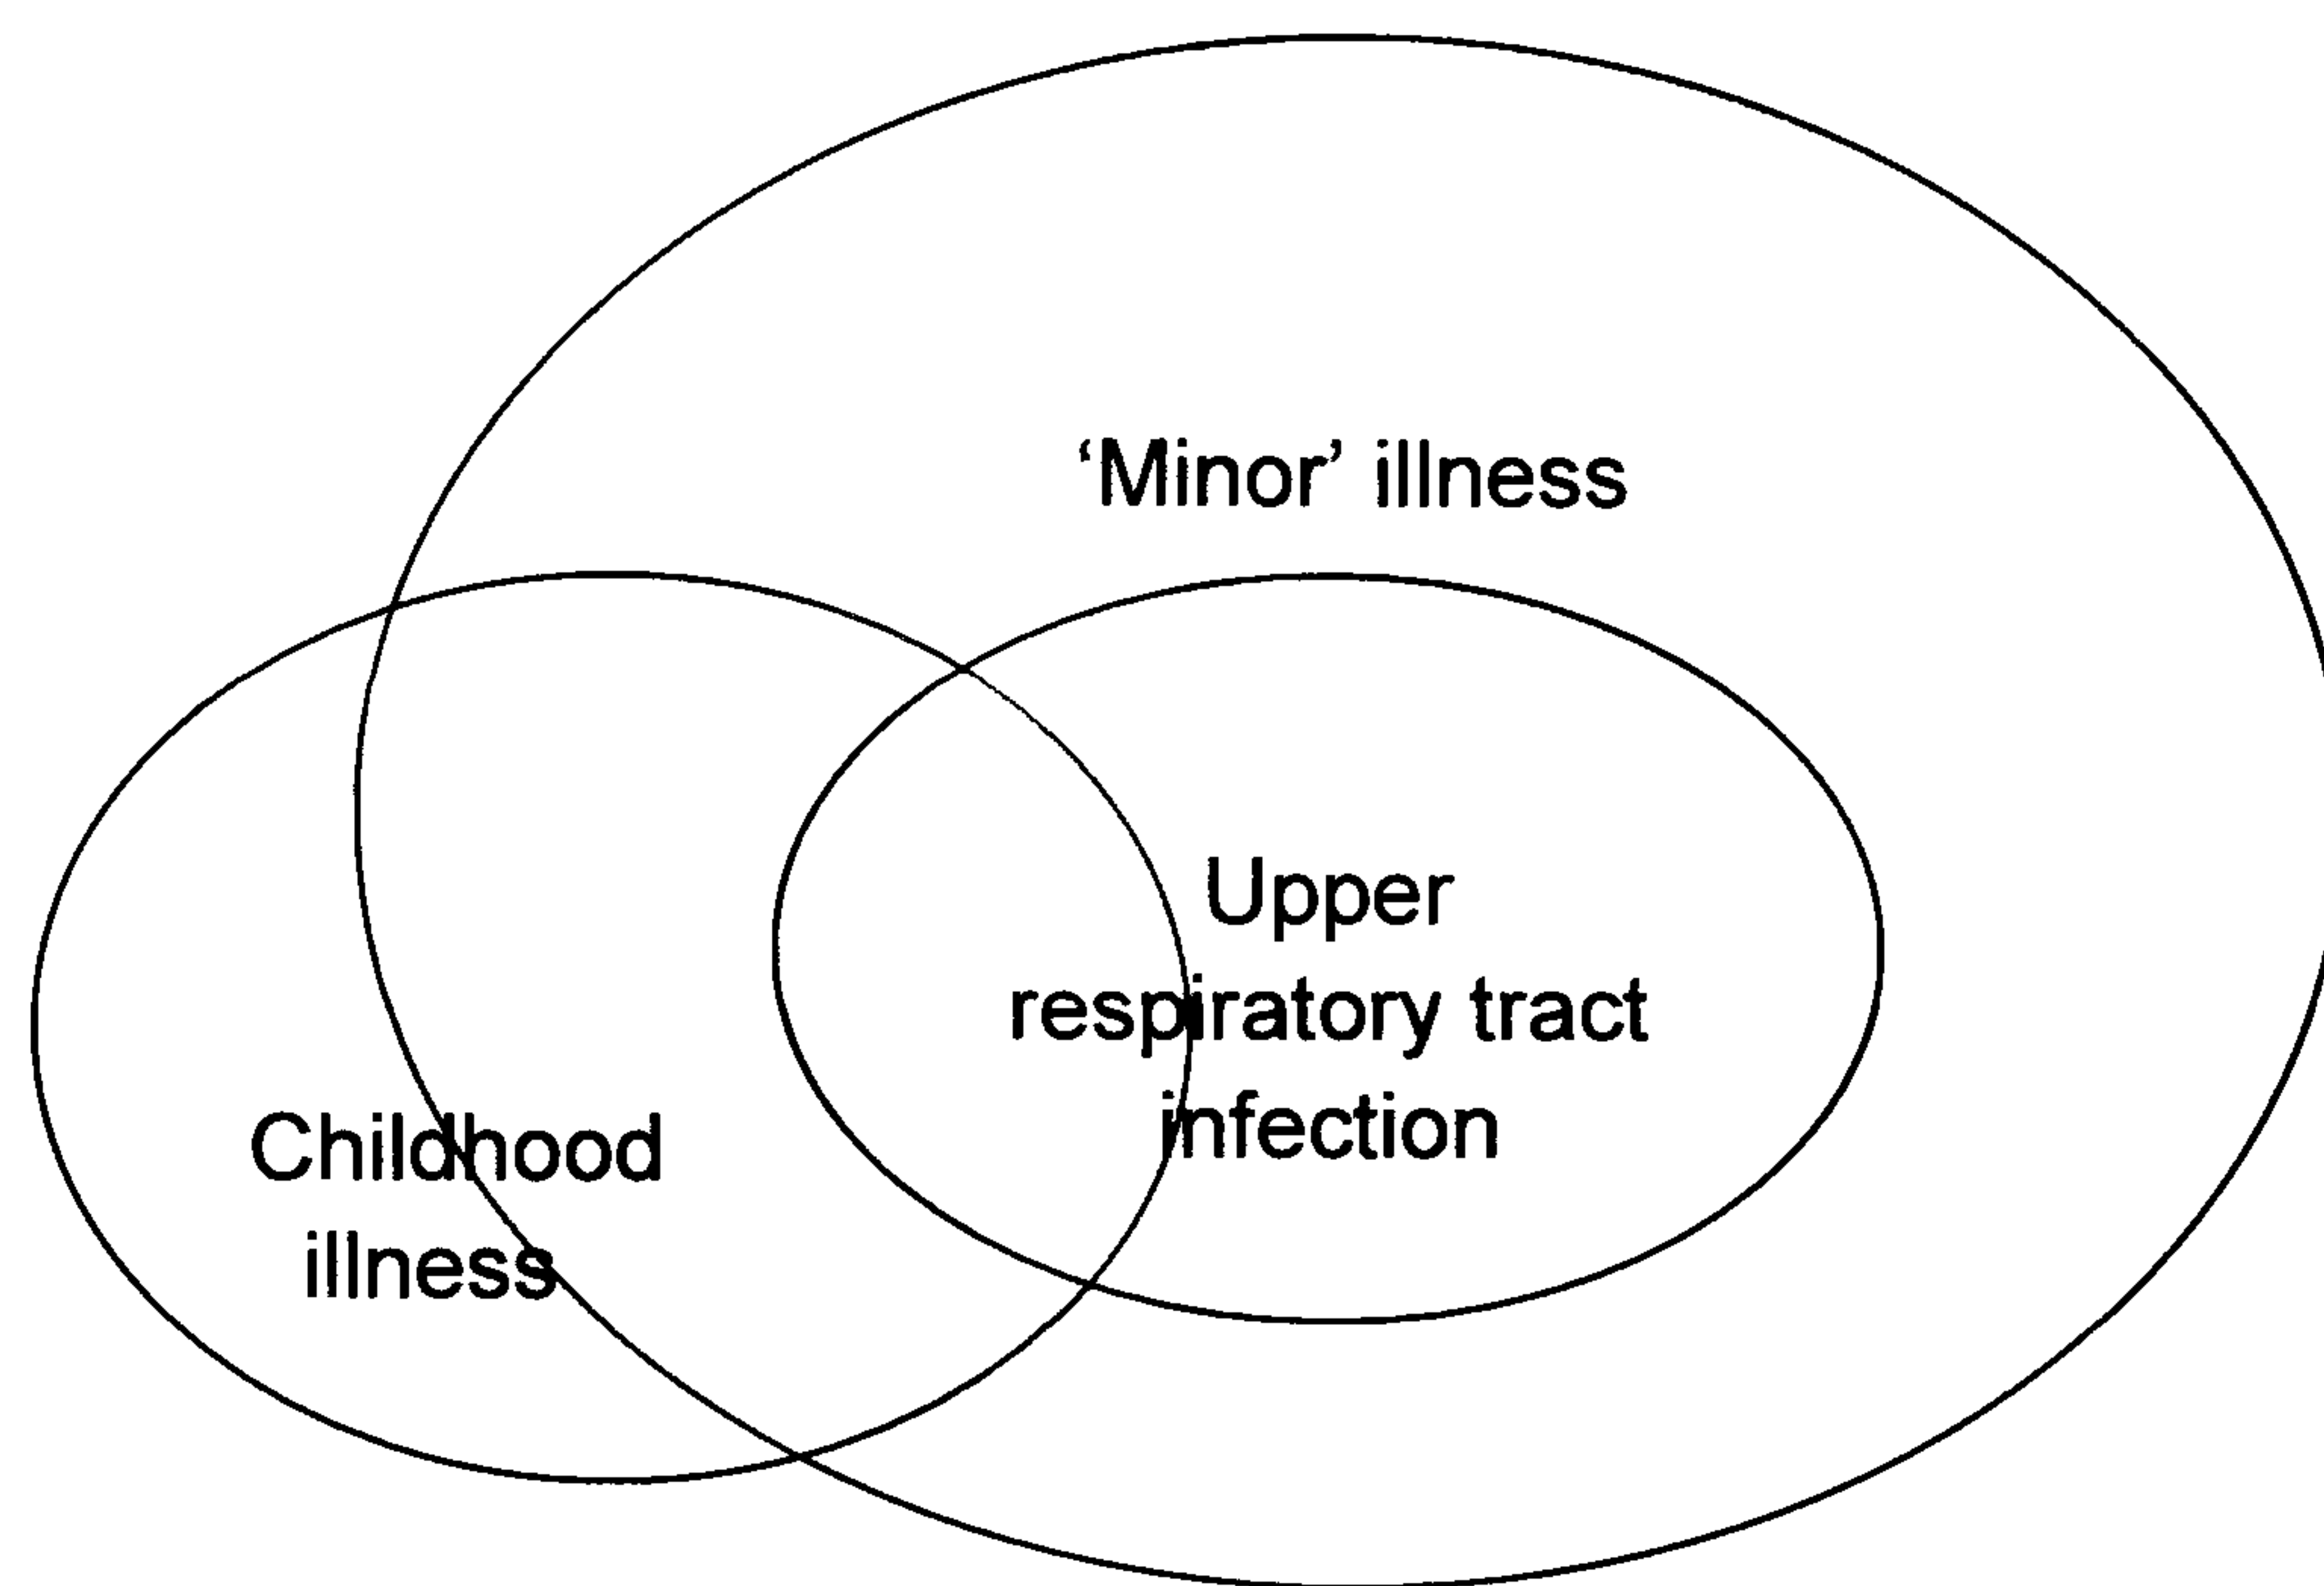 ‘Minor’ illness
Upper
respiratory tract
infection
Childhood
illness